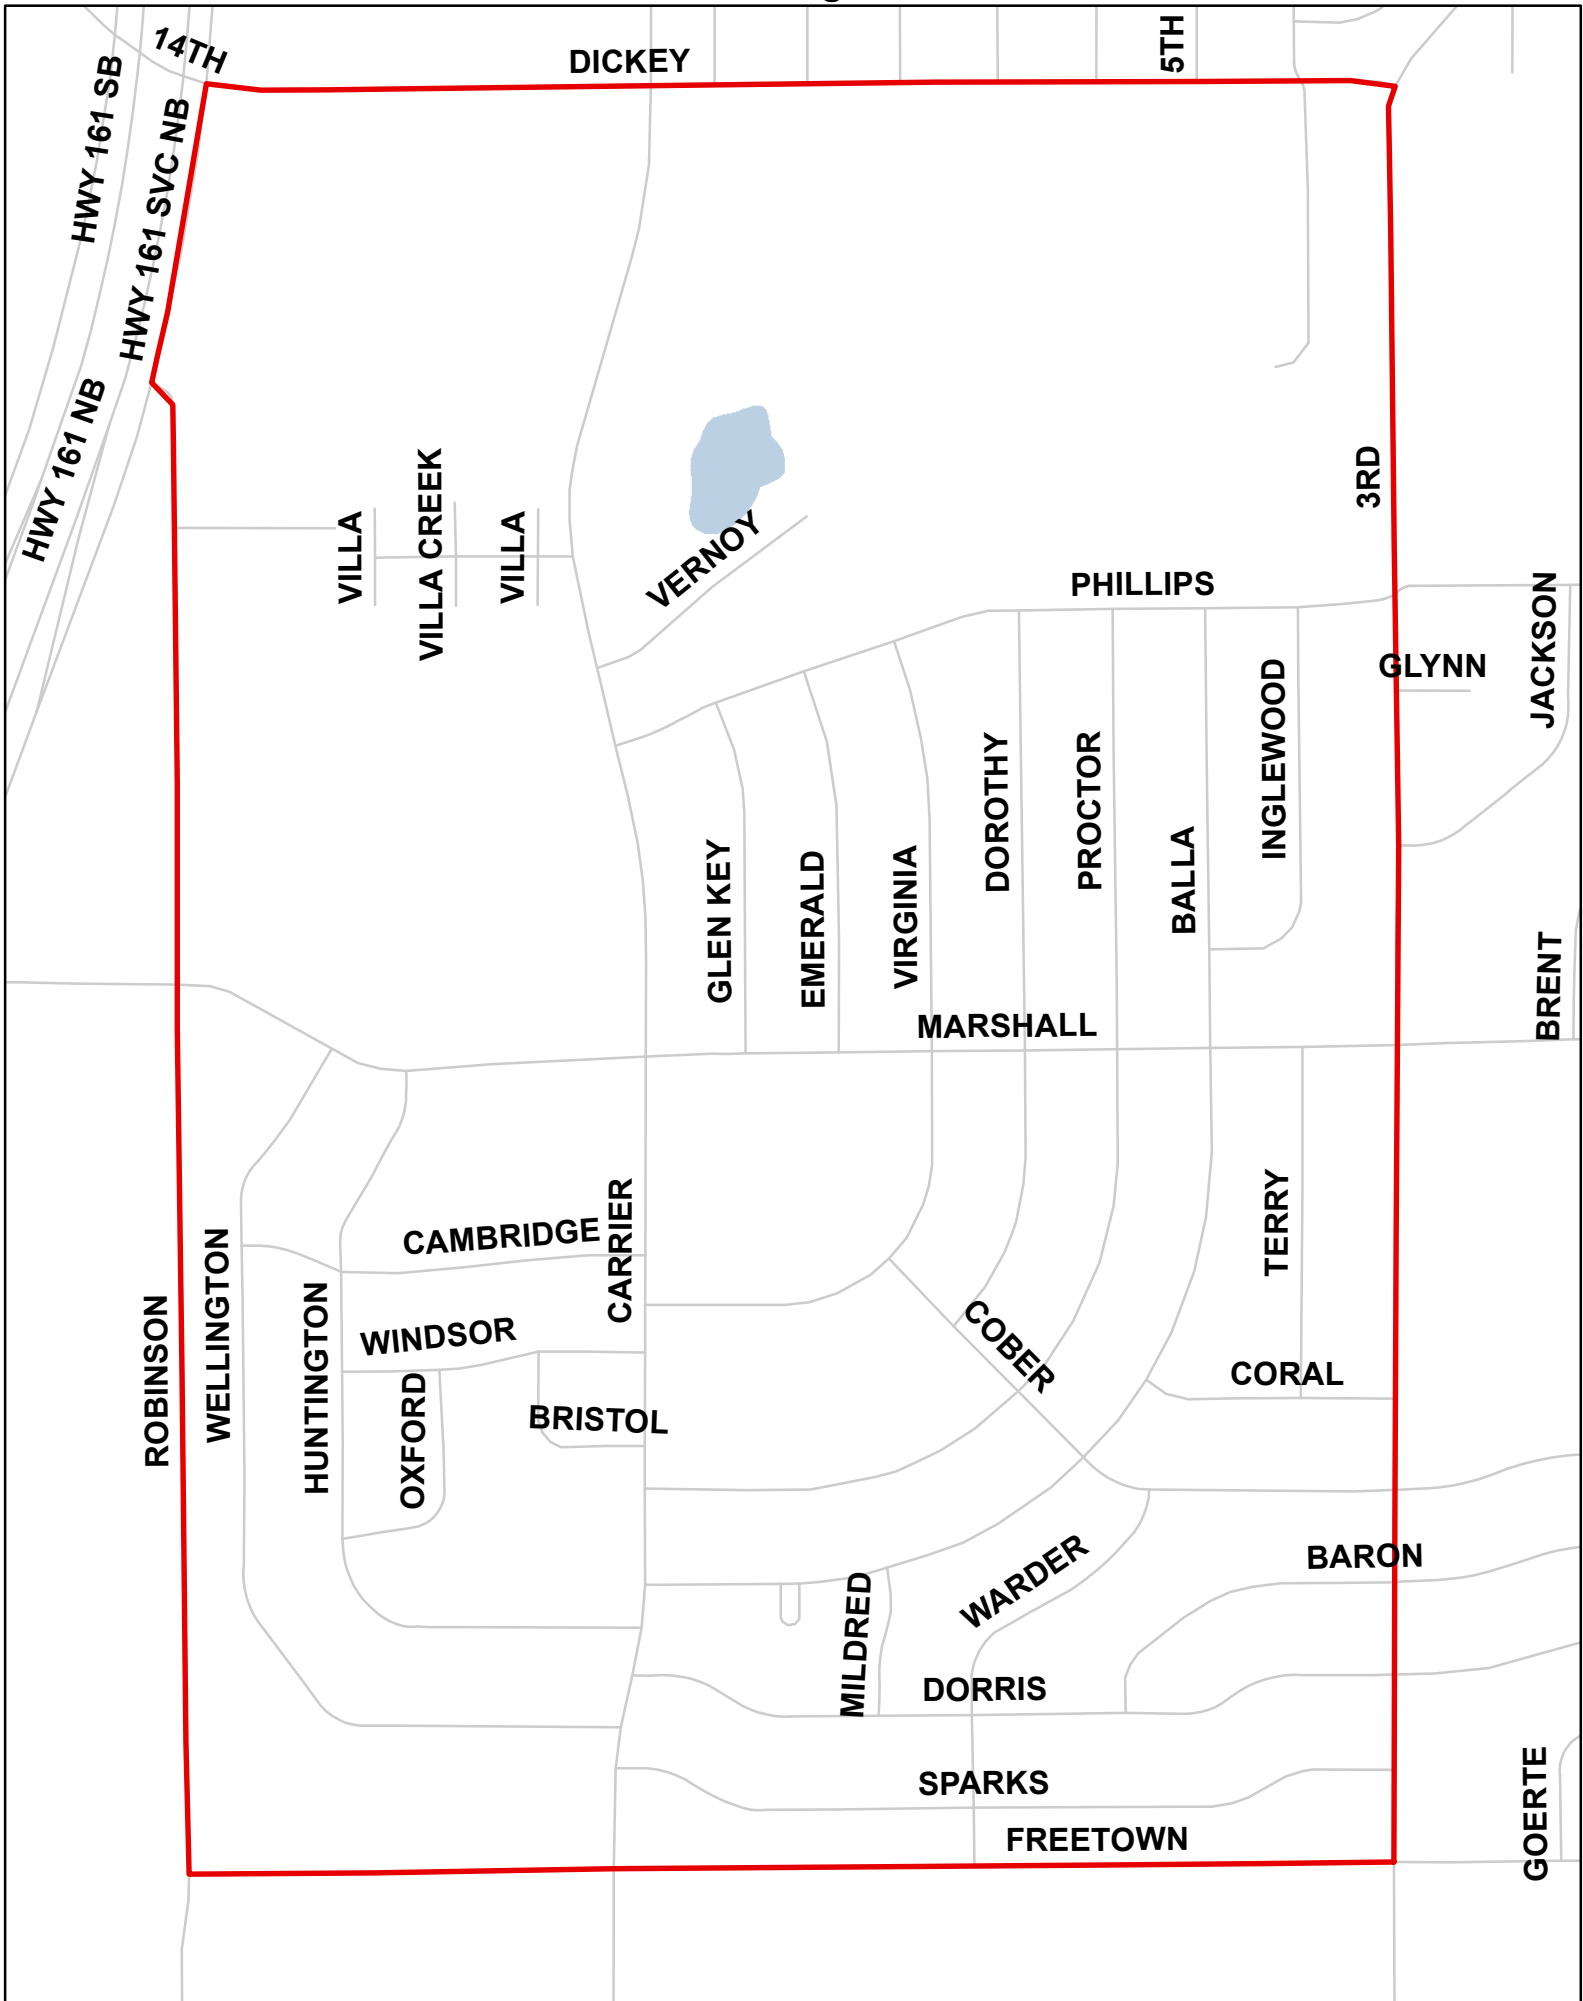 14TH
DICKEY
5TH
HWY 161 SB
HWY 161 SVC NB
HWY 161 NB
3RD
VILLA
VILLA CREEK
VILLA
VERNOY
PHILLIPS
JACKSON
GLYNN
INGLEWOOD
DOROTHY
PROCTOR
BALLA
GLEN KEY
EMERALD
VIRGINIA
BRENT
MARSHALL
TERRY
CARRIER
CAMBRIDGE
WELLINGTON
HUNTINGTON
ROBINSON
WINDSOR
COBER
CORAL
OXFORD
BRISTOL
BARON
WARDER
MILDRED
DORRIS
SPARKS
GOERTE
FREETOWN